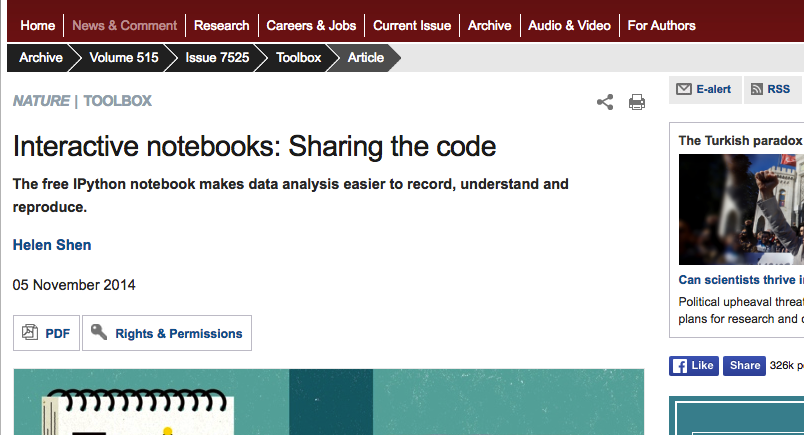 Home News & Comment Research Careers & Jobs Current Issue Archive Audio & Video For Authors
Archive Volume 515 Issue 7525 Toolbox Article
NATURE | TOOLBOX
E-alert RSS
Interactive notebooks: Sharing the code
The free IPython notebook makes data analysis easier to record, understand and
reproduce.
Helen Shen
05 November 2014
PDF Rights & Permissions
The Turkish paradox
Can scientists thrive
Political upheaval
plans for research and
Like Share 326k